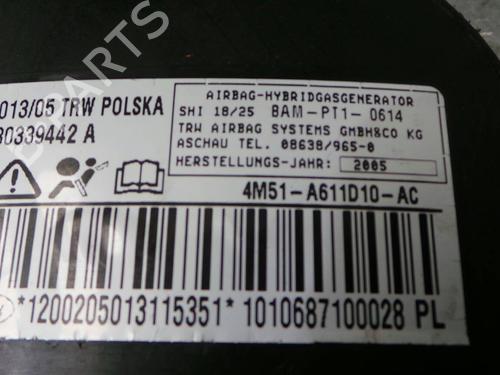 013/05 TRW POLSKA
30339442 A
AIRBAG-HYBRIDGASGENERATOR
SHI 18/25 BAM-PT1-0614
TRW AIRBAG SYSTEMS GMBH&CO KG
ASCHAU TEL. 08638/965-0
HERSTELLUNGS-JAHR: 2005
4M51-A611D10-AC
*1200205013115351*1010687100028 PL